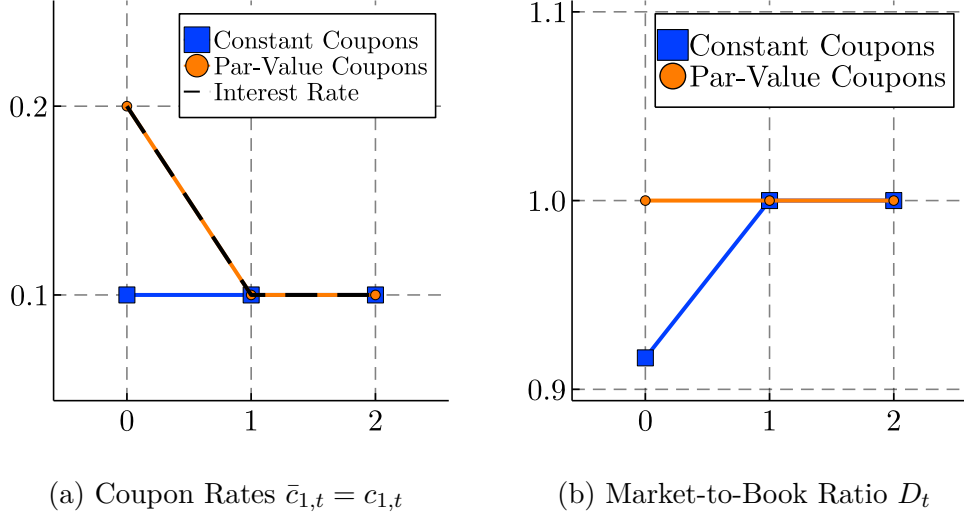 Constant Coupons
Par-Value Coupons
Interest Rate
0.2
0.1
0
1
2
(a) Coupon Rates c̄₁,ₜ = c₁,ₜ
1.1
Constant Coupons
Par-Value Coupons
1.0
0.9
0
1
2
(b) Market-to-Book Ratio Dₜ